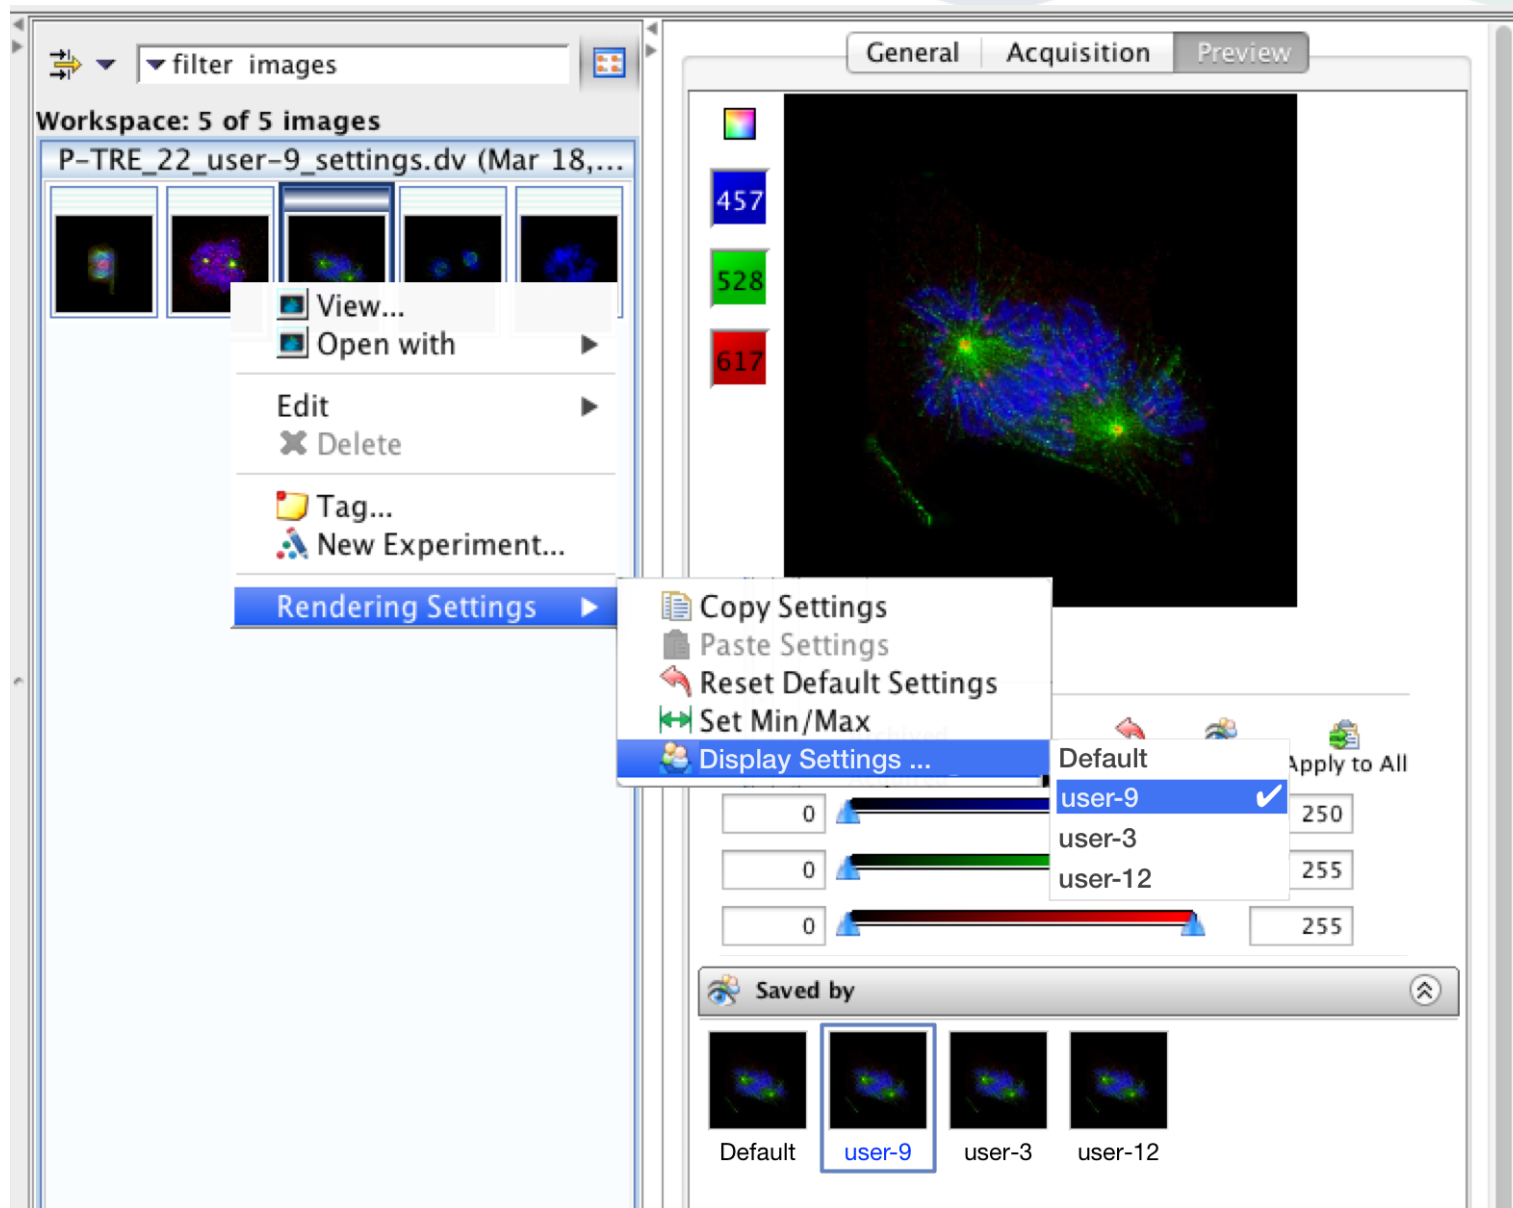 filter images
Workspace: 5 of 5 images
P-TRE_22_user-9_settings.dv (Mar 18,...
View...
Open with
Edit
Delete
Tag...
New Experiment...
Rendering Settings
Copy Settings
Paste Settings
Reset Default Settings
Set Min/Max
Display Settings ...
Default
user-9
user-3
user-12
General
Acquisition
Preview
457
528
617
Apply to All
0
250
0
255
0
255
Saved by
Default
user-9
user-3
user-12